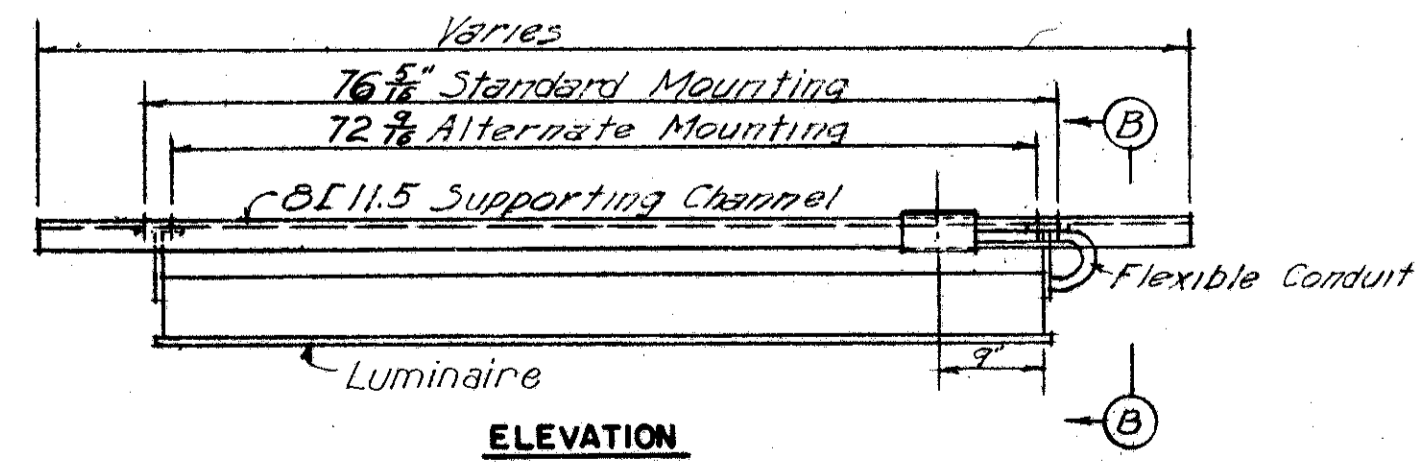 Varies
76 5/16" Standard Mounting
72 9/16 Alternate Mounting
B
8[ 11.5 Supporting Channel
Flexible Conduit
9"
Luminaire
B
ELEVATION